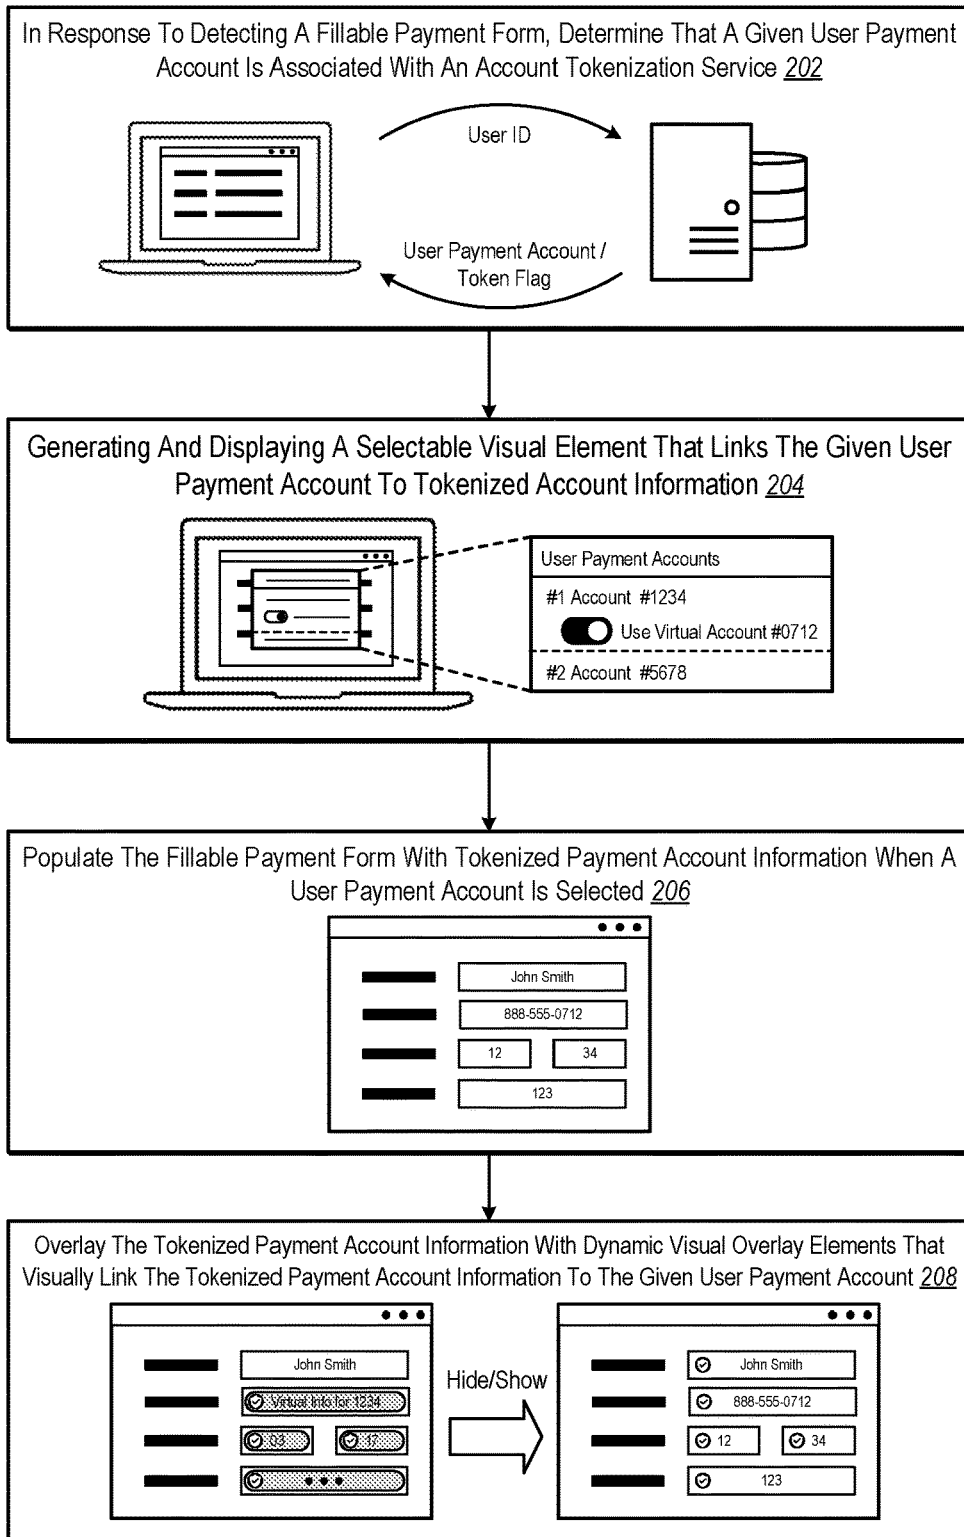 In Response To Detecting A Fillable Payment Form, Determine That A Given User Payment
Account Is Associated With An Account Tokenization Service 202
User ID
User Payment Account /
Token Flag
Generating And Displaying A Selectable Visual Element That Links The Given User
Payment Account To Tokenized Account Information 204
User Payment Accounts
#1 Account #1234
Use Virtual Account #0712
#2 Account #5678
Populate The Fillable Payment Form With Tokenized Payment Account Information When A
User Payment Account Is Selected 206
John Smith
888-555-0712
12 34
123
Overlay The Tokenized Payment Account Information With Dynamic Visual Overlay Elements That
Visually Link The Tokenized Payment Account Information To The Given User Payment Account 208
John Smith
Virtual Info for 1234
03 17
Hide/Show
John Smith
888-555-0712
12 34
123